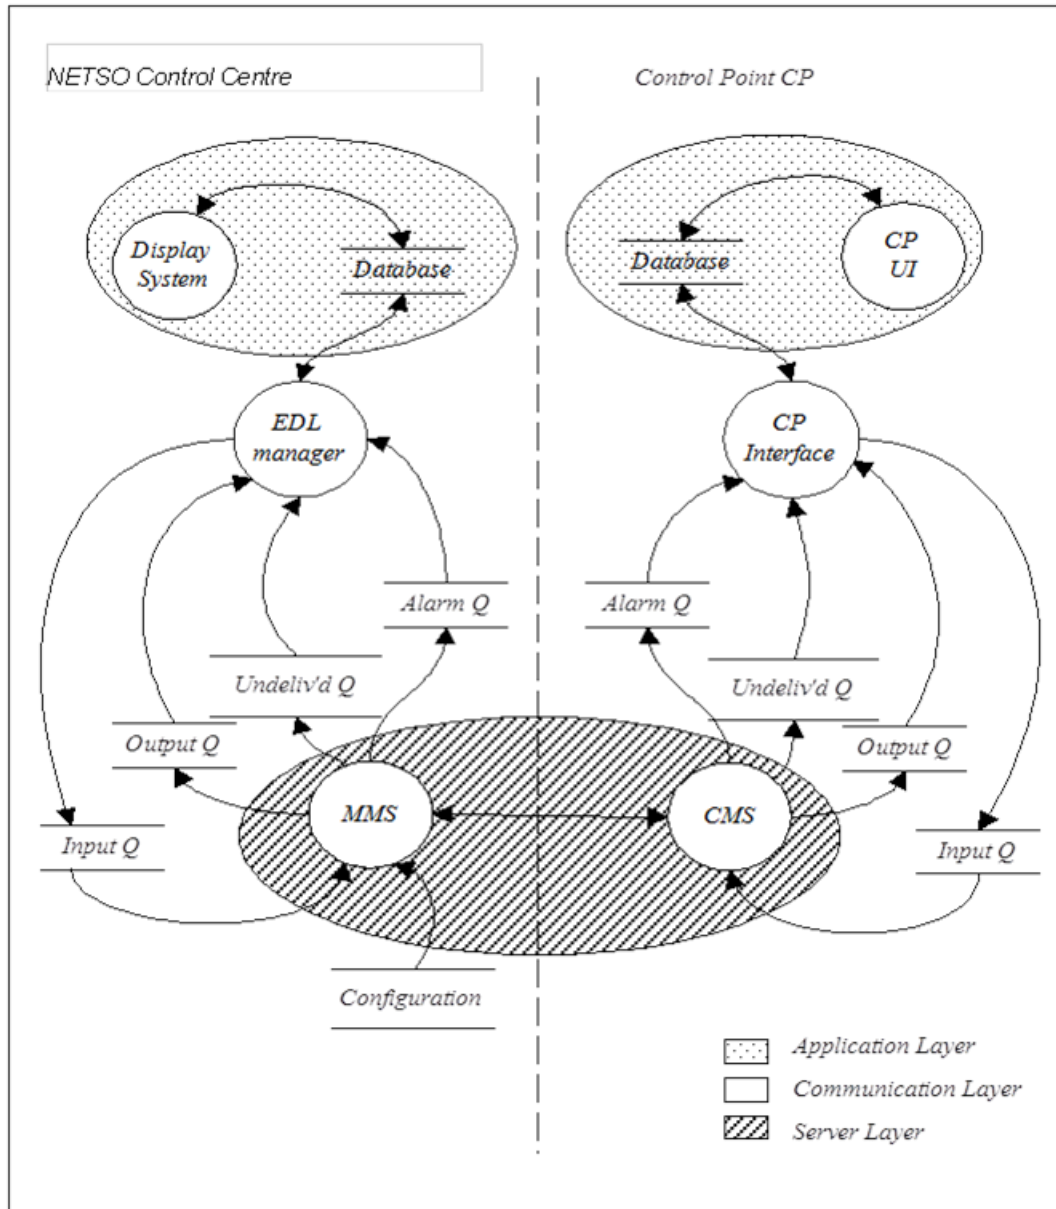 NETSO Control Centre
Control Point CP
Display
System
Database
Database
CP
UI
EDL
manager
CP
Interface
Alarm Q
Alarm Q
Undeliv'd Q
Undeliv'd Q
Output Q
Output Q
MMS
CMS
Input Q
Input Q
Configuration
Application Layer
Communication Layer
Server Layer